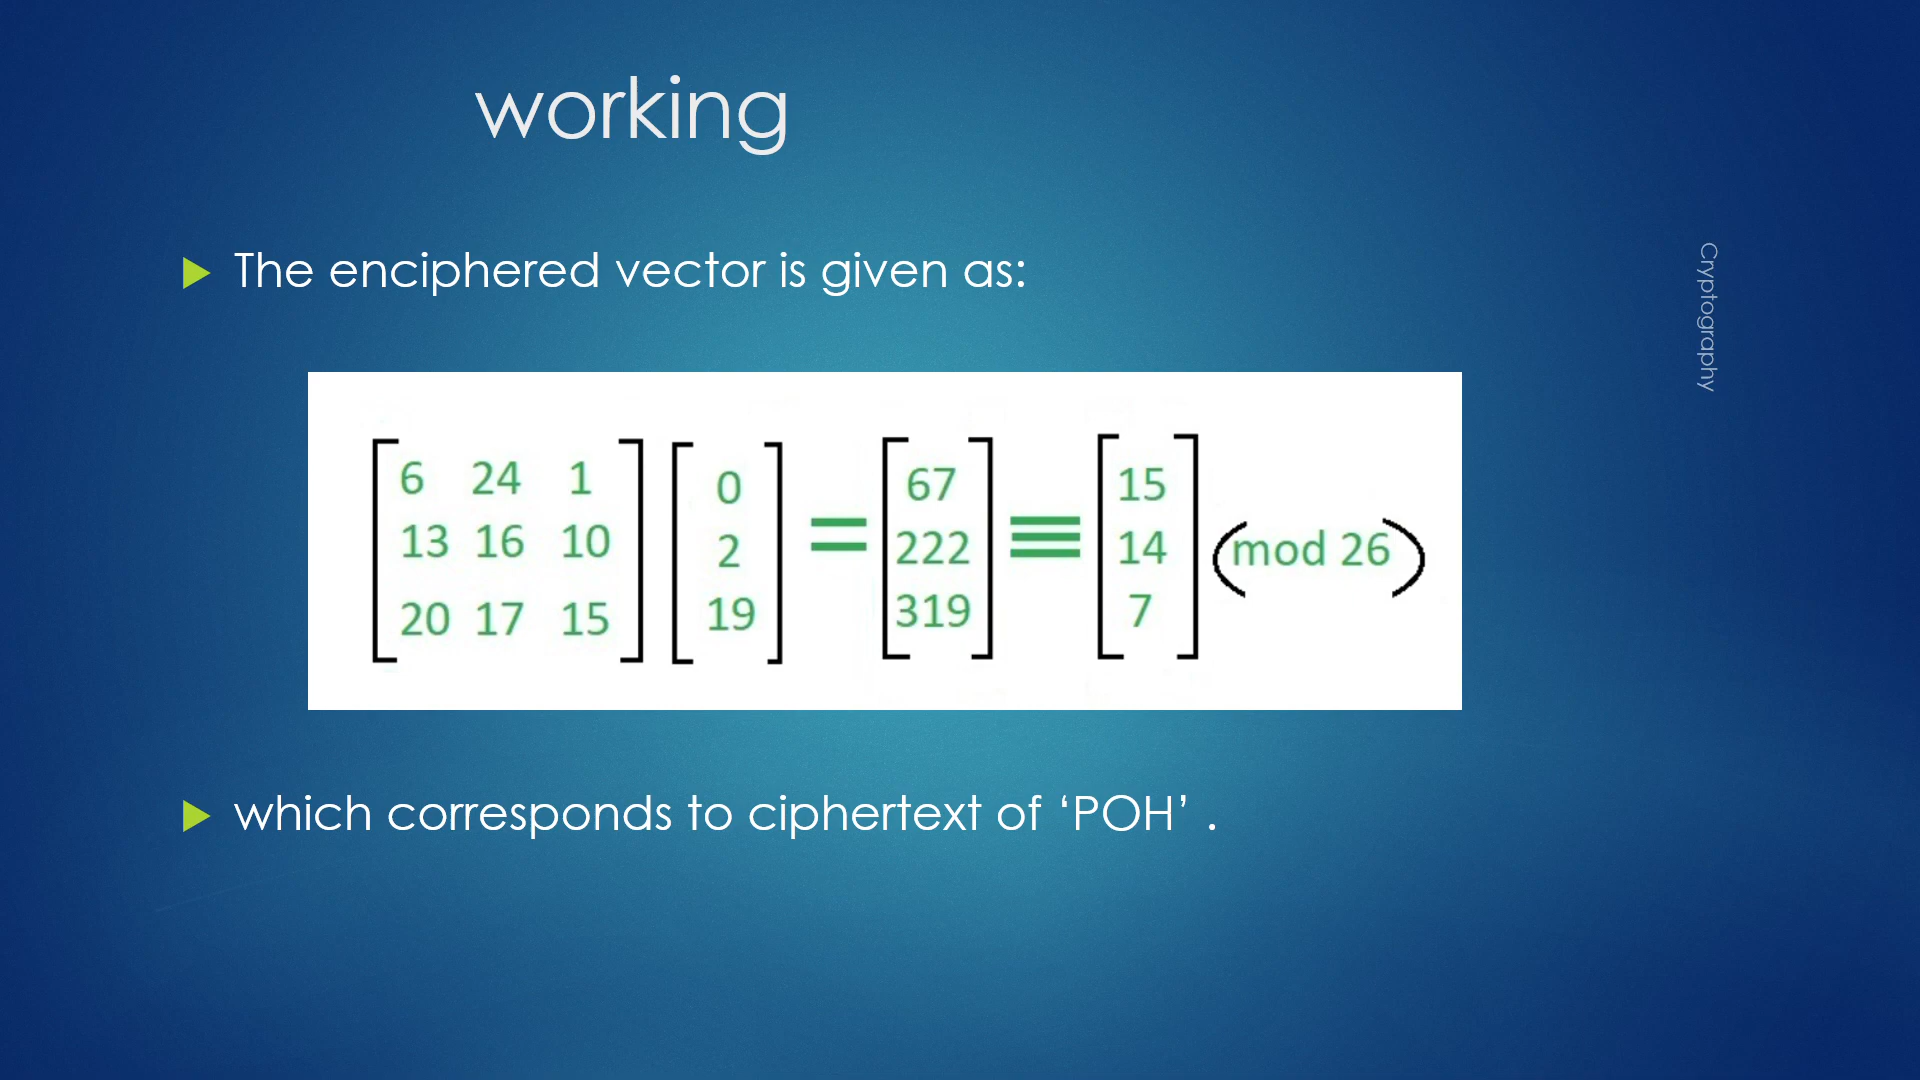 working
The enciphered vector is given as:
Cryptography
6 24 1 0 67 15
13 16 10 2 = 222 ≡ 14 (mod 26)
20 17 15 19 319 7
which corresponds to ciphertext of ‘POH’ .